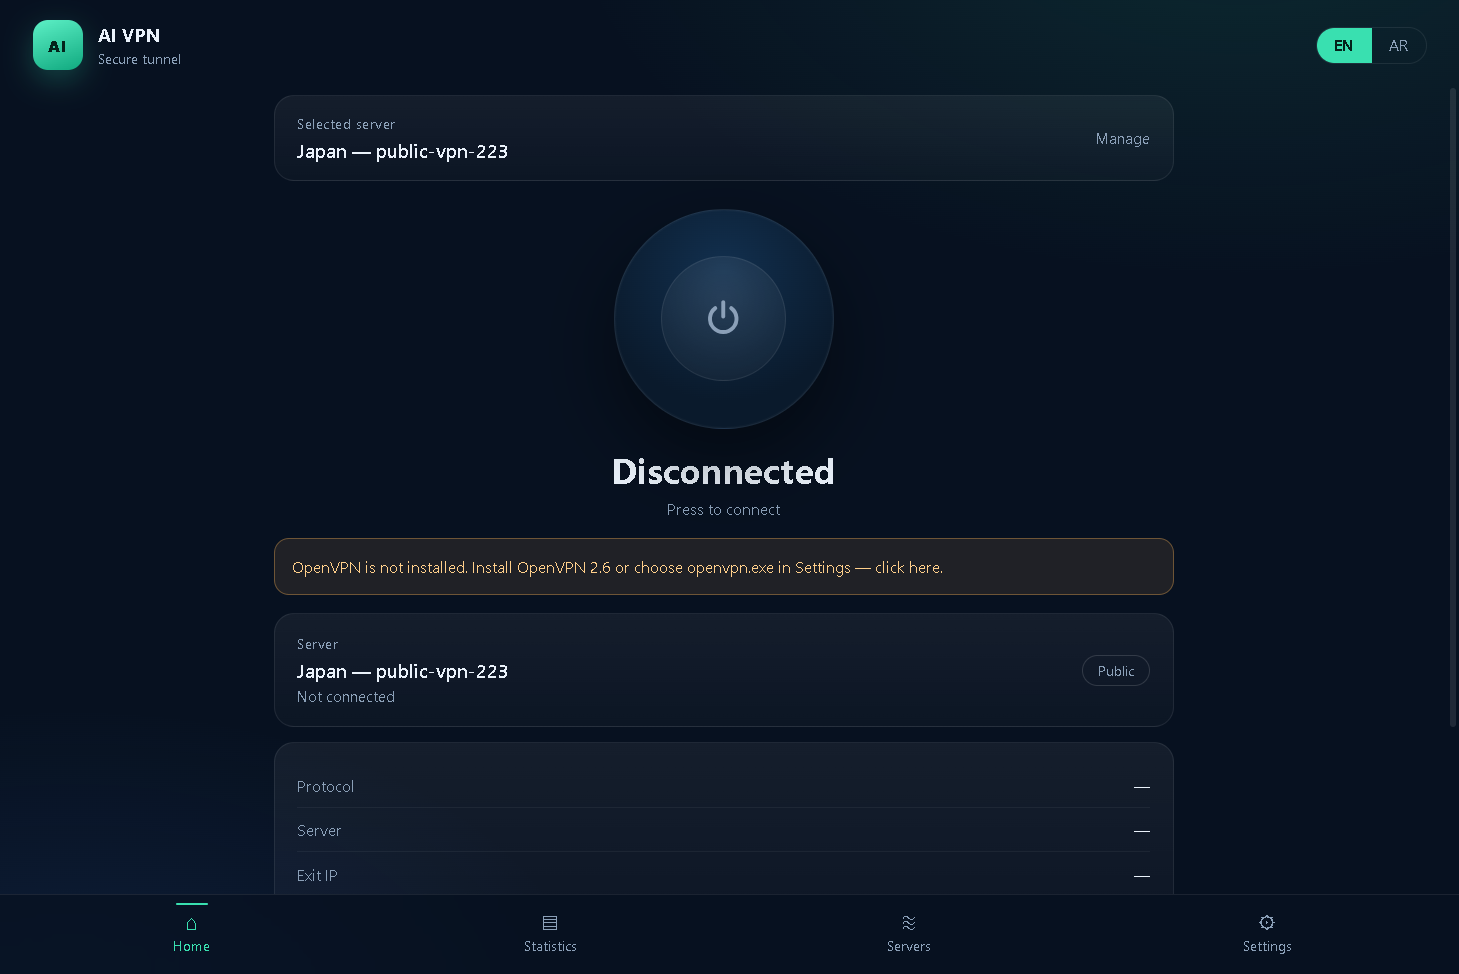 AI
AI VPN
Secure tunnel
EN
AR
Selected server
Japan — public-vpn-223
Manage
Disconnected
Press to connect
OpenVPN is not installed. Install OpenVPN 2.6 or choose openvpn.exe in Settings — click here.
Server
Japan — public-vpn-223
Not connected
Public
Protocol —
Server —
Exit IP —
Home
Statistics
Servers
Settings